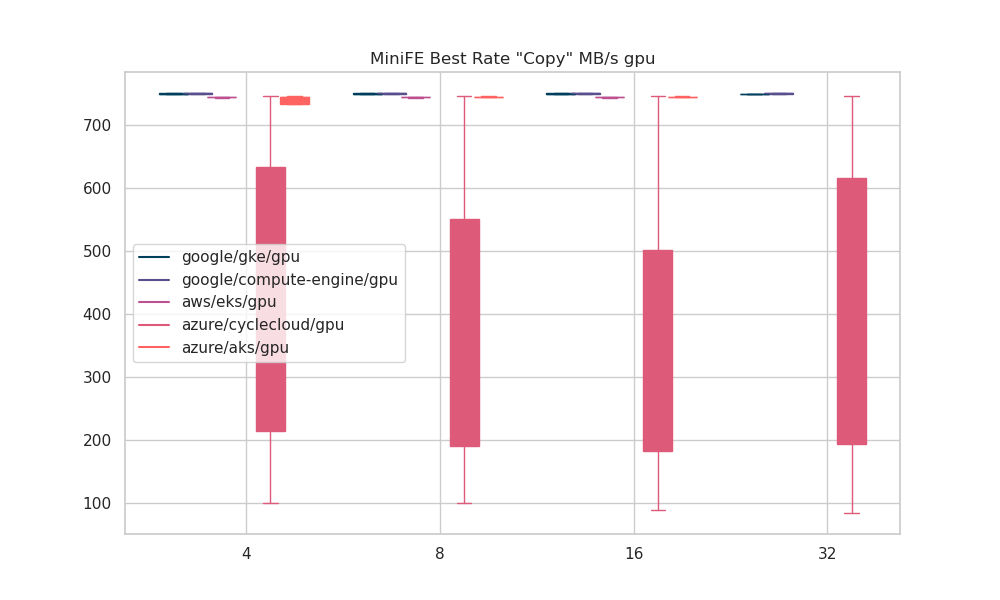 MiniFE Best Rate "Copy" MB/s gpu
700
600
500
400
300
200
100
google/gke/gpu
google/compute-engine/gpu
aws/eks/gpu
azure/cyclecloud/gpu
azure/aks/gpu
4
8
16
32